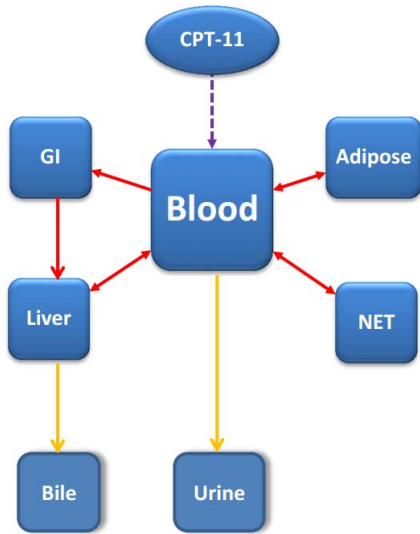 CPT-11
GI
Adipose
Blood
Liver
NET
Bile
Urine